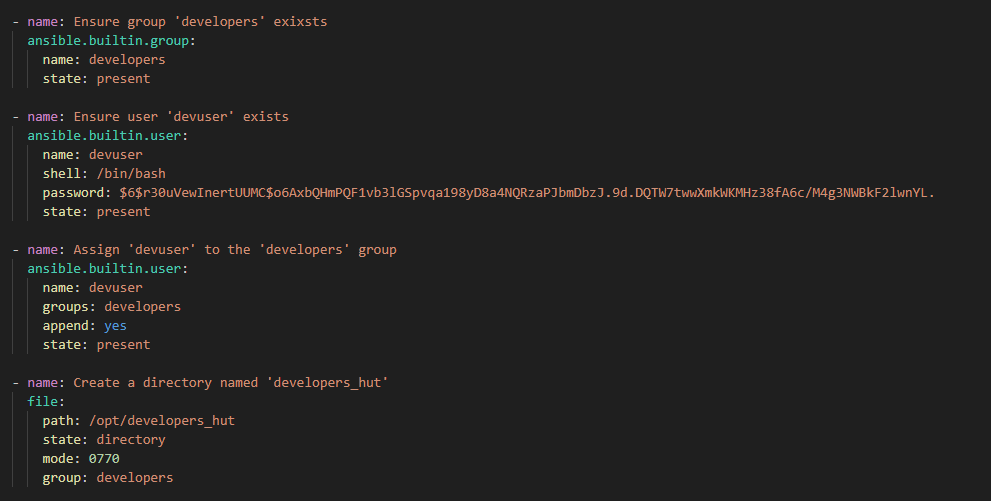 - name: Ensure group 'developers' exixsts
  ansible.builtin.group:
    name: developers
    state: present

- name: Ensure user 'devuser' exists
  ansible.builtin.user:
    name: devuser
    shell: /bin/bash
    password: $6$r30uVewInertUUMC$o6AxbQHmPQF1vb3lGSpvqa198yD8a4NQRzaPJbmDbzJ.9d.DQTW7twwXmkWKMHz38fA6c/M4g3NWBkF2lwnYL.
    state: present

- name: Assign 'devuser' to the 'developers' group
  ansible.builtin.user:
    name: devuser
    groups: developers
    append: yes
    state: present

- name: Create a directory named 'developers_hut'
  file:
    path: /opt/developers_hut
    state: directory
    mode: 0770
    group: developers